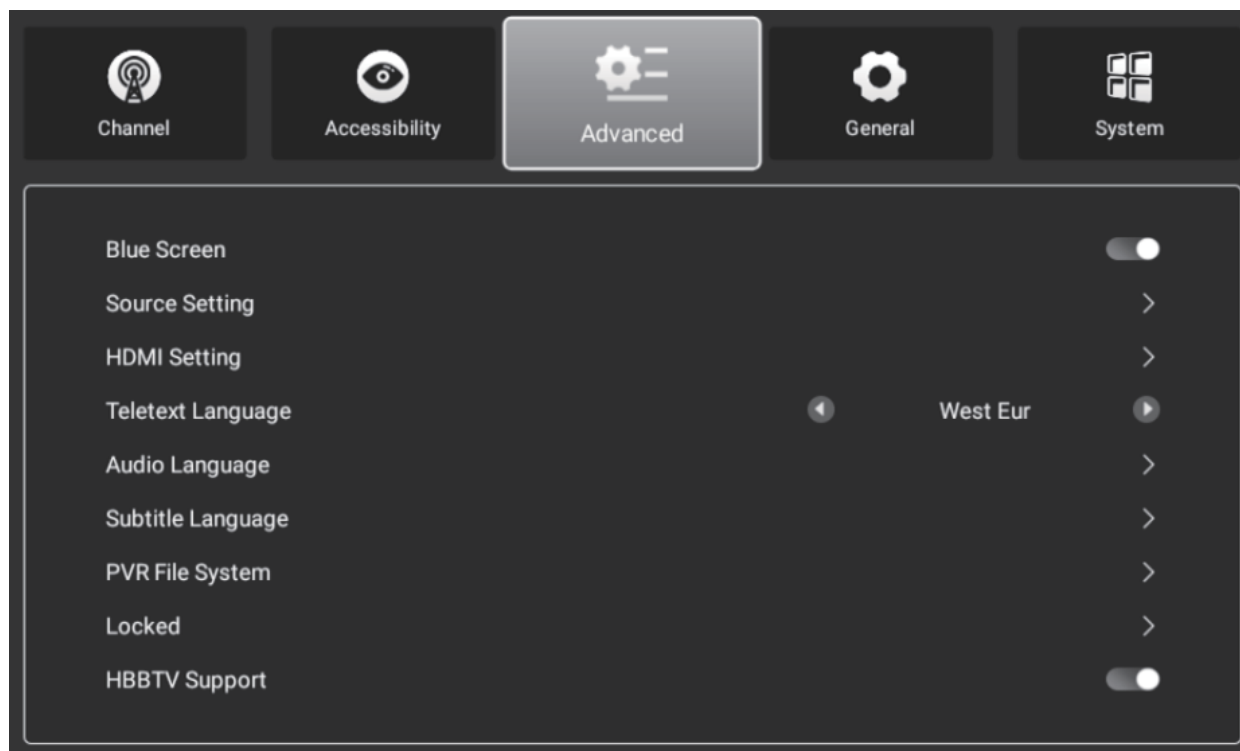 Channel
Accessibility
Advanced
General
System
Blue Screen
Source Setting
HDMI Setting
Teletext Language West Eur
Audio Language
Subtitle Language
PVR File System
Locked
HBBTV Support